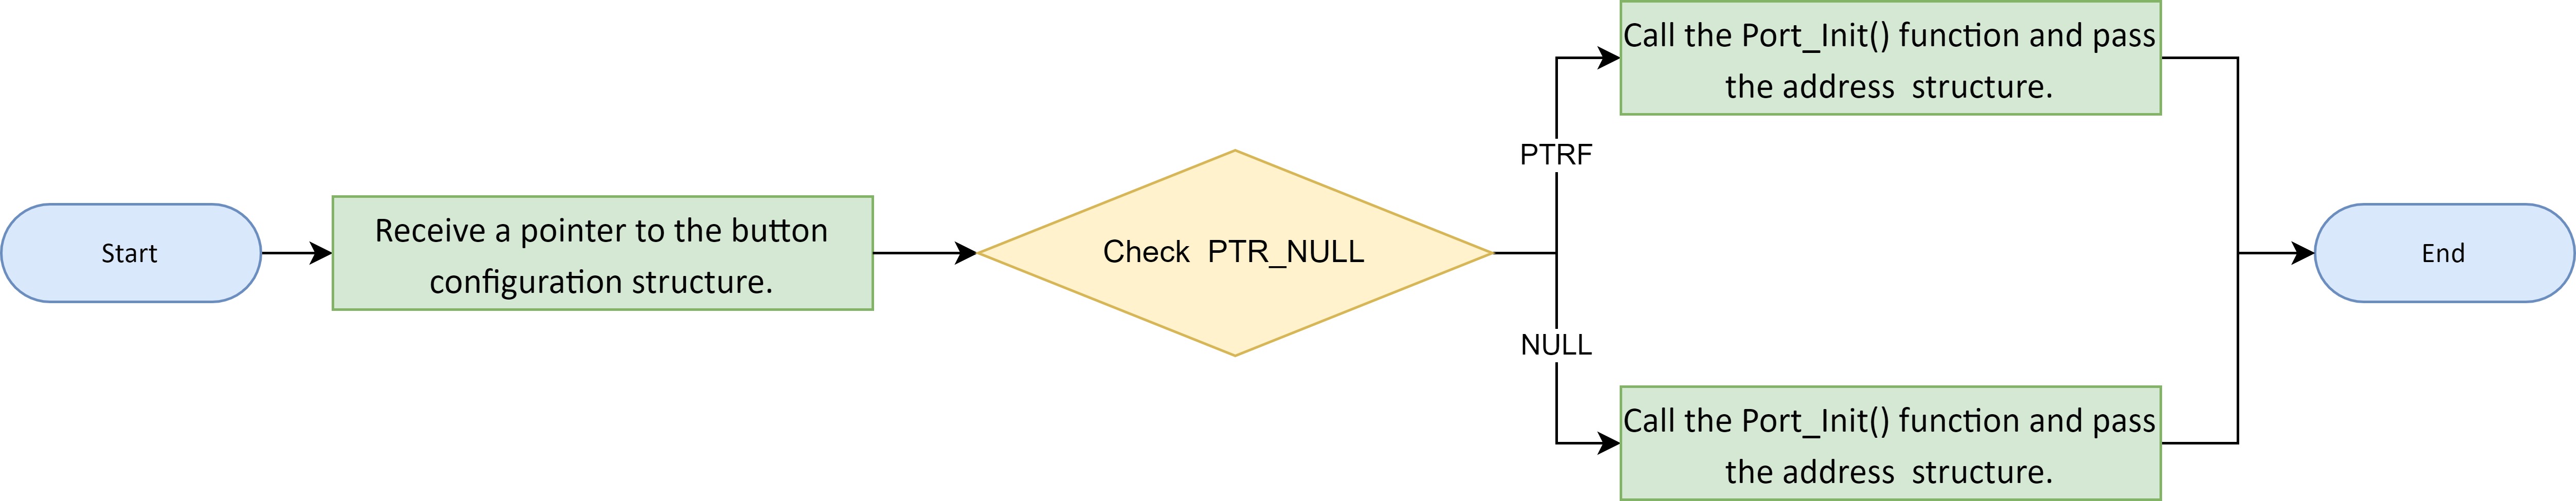 Start
Receive a pointer to the button
configuration structure.
Check  PTR_NULL
PTRF
Call the Port_Init() function and pass
the address  structure.
NULL
Call the Port_Init() function and pass
the address  structure.
End